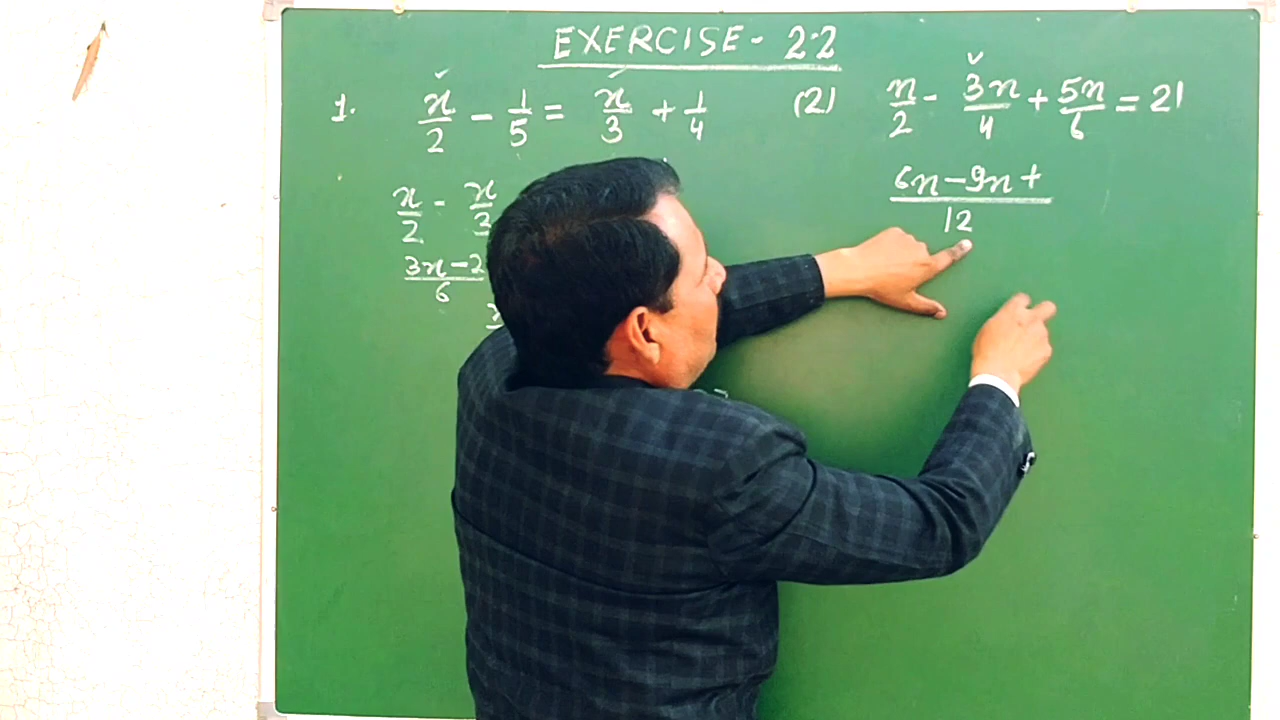 EXERCISE - 2.2
1. x/2 - 1/5 = x/3 + 1/4
(2) n/2 - 3n/4 + 5n/6 = 21
x/2 - x/3
3x-2/6
6n-9n+/12